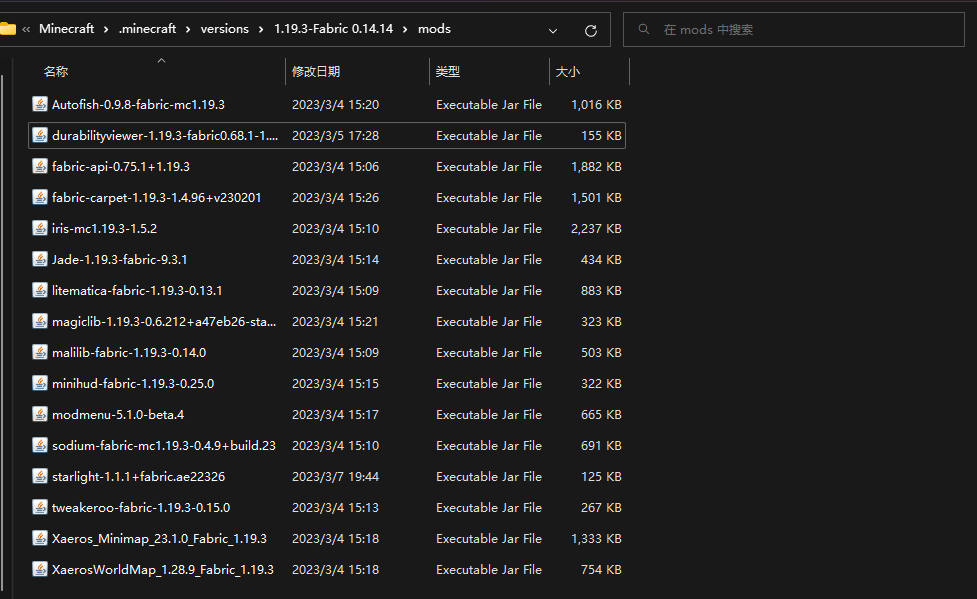 « Minecraft › .minecraft › versions › 1.19.3-Fabric 0.14.14 › mods
在 mods 中搜索
名称 修改日期 类型 大小
Autofish-0.9.8-fabric-mc1.19.3 2023/3/4 15:20 Executable Jar File 1,016 KB
durabilityviewer-1.19.3-fabric0.68.1-1.... 2023/3/5 17:28 Executable Jar File 155 KB
fabric-api-0.75.1+1.19.3 2023/3/4 15:06 Executable Jar File 1,882 KB
fabric-carpet-1.19.3-1.4.96+v230201 2023/3/4 15:26 Executable Jar File 1,501 KB
iris-mc1.19.3-1.5.2 2023/3/4 15:10 Executable Jar File 2,237 KB
Jade-1.19.3-fabric-9.3.1 2023/3/4 15:14 Executable Jar File 434 KB
litematica-fabric-1.19.3-0.13.1 2023/3/4 15:09 Executable Jar File 883 KB
magiclib-1.19.3-0.6.212+a47eb26-sta... 2023/3/4 15:21 Executable Jar File 323 KB
malilib-fabric-1.19.3-0.14.0 2023/3/4 15:09 Executable Jar File 503 KB
minihud-fabric-1.19.3-0.25.0 2023/3/4 15:15 Executable Jar File 322 KB
modmenu-5.1.0-beta.4 2023/3/4 15:17 Executable Jar File 665 KB
sodium-fabric-mc1.19.3-0.4.9+build.23 2023/3/4 15:10 Executable Jar File 691 KB
starlight-1.1.1+fabric.ae22326 2023/3/7 19:44 Executable Jar File 125 KB
tweakeroo-fabric-1.19.3-0.15.0 2023/3/4 15:13 Executable Jar File 267 KB
Xaeros_Minimap_23.1.0_Fabric_1.19.3 2023/3/4 15:18 Executable Jar File 1,333 KB
XaerosWorldMap_1.28.9_Fabric_1.19.3 2023/3/4 15:18 Executable Jar File 754 KB